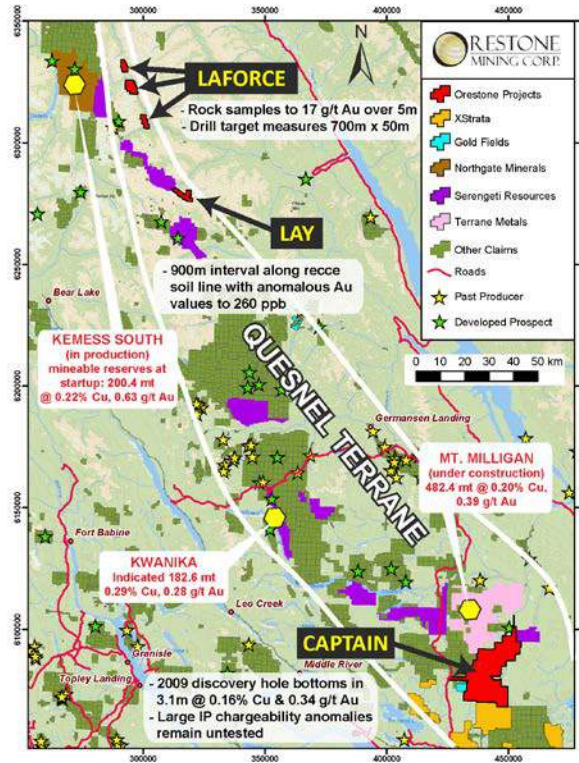 300000 350000 400000 450000
6350000
6300000
6250000
6200000
6150000
6100000
ORESTONE
MINING CORP.
Orestone Projects
XStrata
Gold Fields
Northgate Minerals
Serengeti Resources
Terrane Metals
Other Claims
Roads
Past Producer
Developed Prospect
0 10 20 30 40 50 km
N
LAFORCE
- Rock samples to 17 g/t Au over 5m
- Drill target measures 700m x 50m
LAY
- 900m interval along recce
soil line with anomalous Au
values to 260 ppb
Bear Lake
KEMESS SOUTH
(in production)
mineable reserves at
startup: 200.4 mt
@ 0.22% Cu, 0.63 g/t Au
QUESNEL TERRANE
Germansen Landing
MT. MILLIGAN
(under construction)
482.4 mt @ 0.20% Cu,
0.39 g/t Au
Fort Babine
KWANIKA
Indicated 182.6 mt
0.29% Cu, 0.28 g/t Au
Leo Creek
CAPTAIN
Granisle
Middle River
Topley Landing
- 2009 discovery hole bottoms in
3.1m @ 0.16% Cu & 0.34 g/t Au
- Large IP chargeability anomalies
remain untested
300000 350000 400000 450000